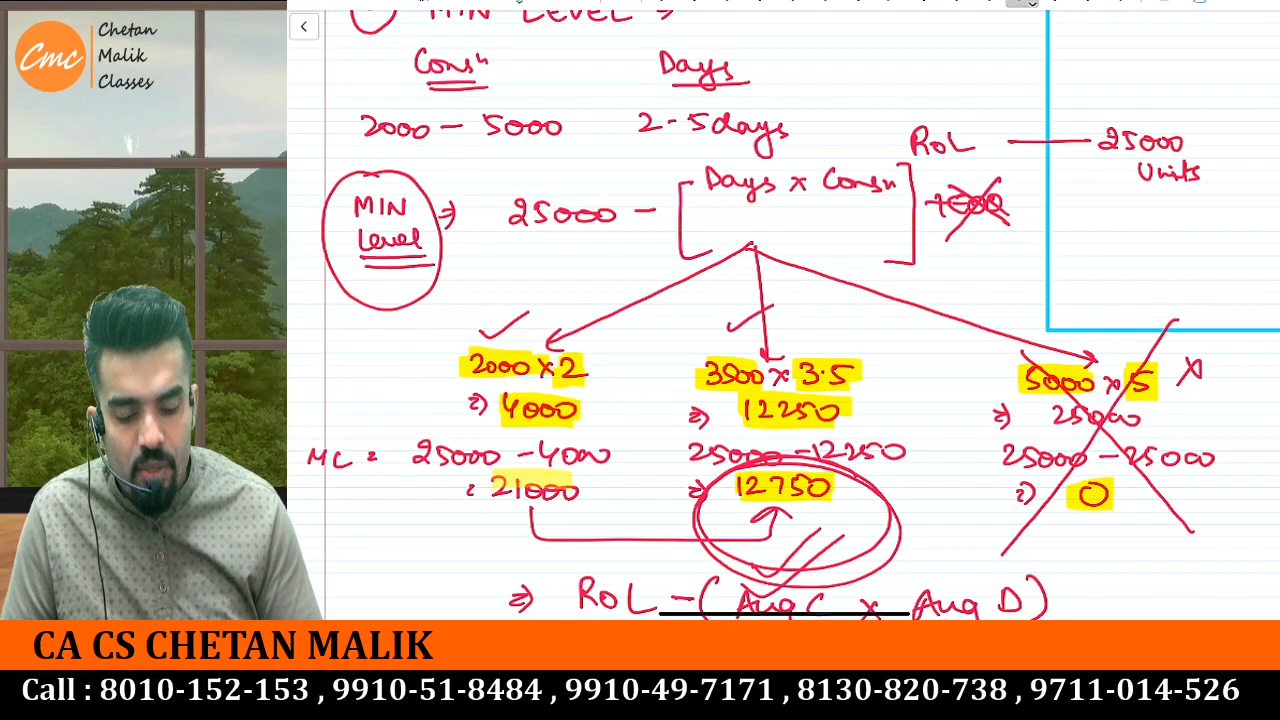 Cmc
Chetan
Malik
Classes
MIN LEVEL ⇒
Consⁿ Days
2000 - 5000 2 - 5 days
ROL — 25000
Units
MIN
Level
⇒ 25000 - [Days x Consⁿ]
2000 x 2 3500 x 3.5 5000 x 5 x
⇒ 4000 ⇒ 12250 ⇒ 25000
ML = 25000 - 4000 25000 - 12250 25000 - 25000
= 21000 ⇒ 12750 ⇒ 0
⇒ ROL - (Avg C x Avg D)
CA CS CHETAN MALIK
Call : 8010-152-153 , 9910-51-8484 , 9910-49-7171 , 8130-820-738 , 9711-014-526